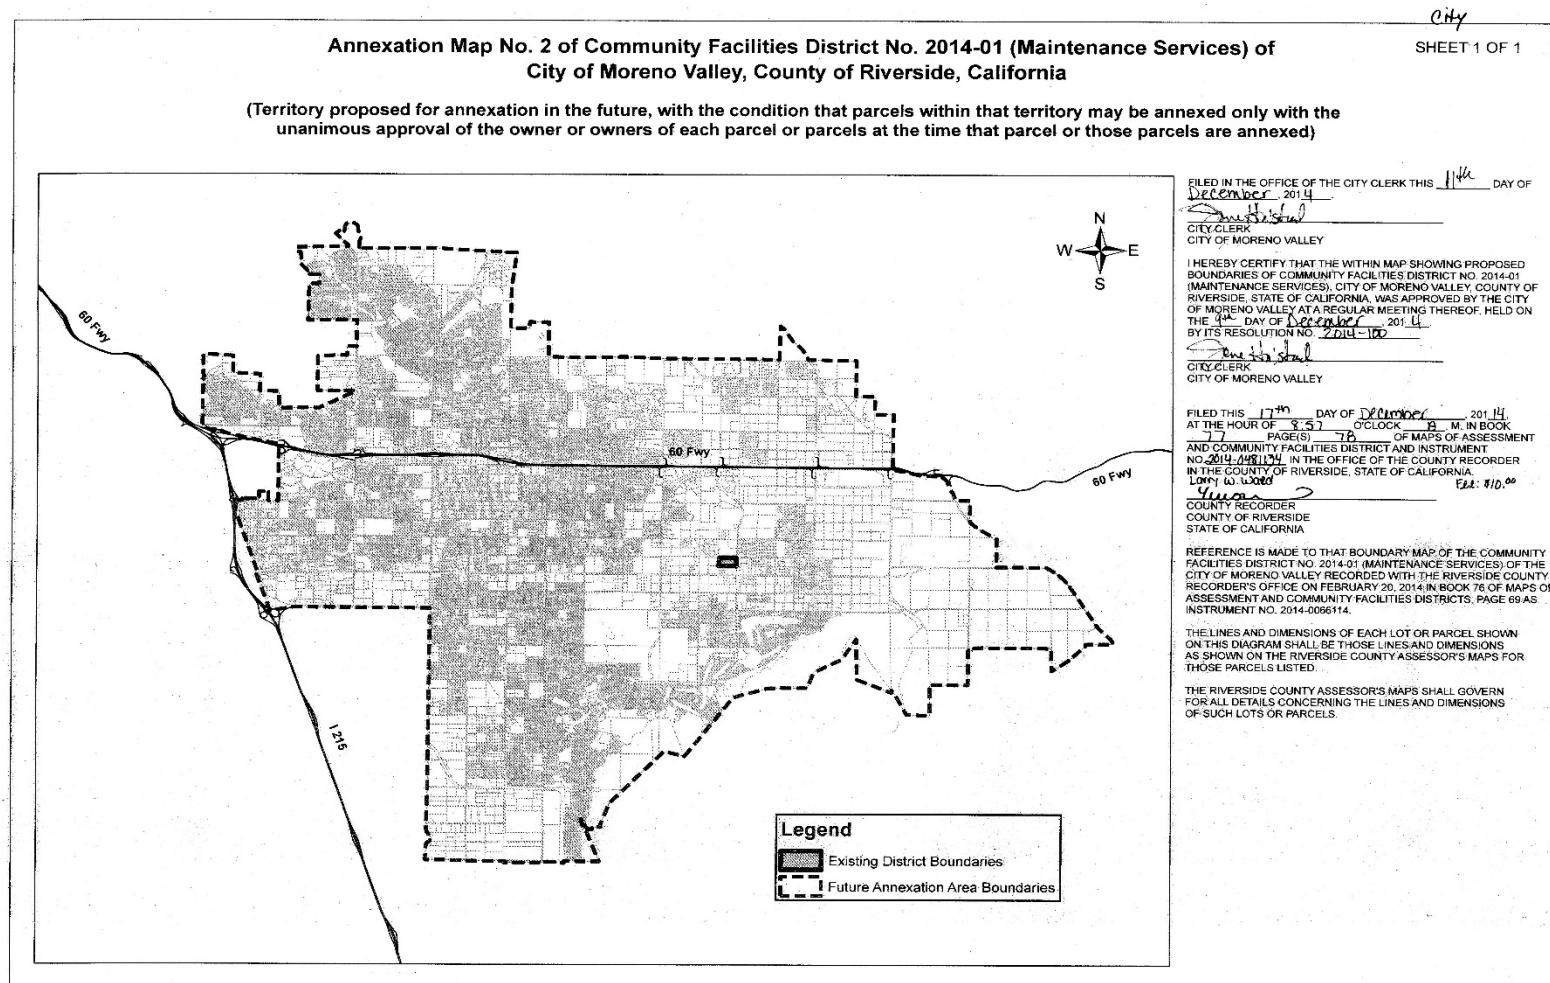 City
SHEET 1 OF 1
Annexation Map No. 2 of Community Facilities District No. 2014-01 (Maintenance Services) of
City of Moreno Valley, County of Riverside, California
(Territory proposed for annexation in the future, with the condition that parcels within that territory may be annexed only with the
unanimous approval of the owner or owners of each parcel or parcels at the time that parcel or those parcels are annexed)
N
W E
S
60 Fwy
60 Fwy
60 Fwy
I 215
Legend
Existing District Boundaries
Future Annexation Area Boundaries
FILED IN THE OFFICE OF THE CITY CLERK THIS 11th DAY OF
December, 2014.
CITY CLERK
CITY OF MORENO VALLEY
I HEREBY CERTIFY THAT THE WITHIN MAP SHOWING PROPOSED
BOUNDARIES OF COMMUNITY FACILITIES DISTRICT NO. 2014-01
(MAINTENANCE SERVICES), CITY OF MORENO VALLEY, COUNTY OF
RIVERSIDE, STATE OF CALIFORNIA, WAS APPROVED BY THE CITY
OF MORENO VALLEY AT A REGULAR MEETING THEREOF, HELD ON
THE 9th DAY OF December, 2014.
BY ITS RESOLUTION NO. 2014-100
CITY CLERK
CITY OF MORENO VALLEY
FILED THIS 17th DAY OF December, 2014.
AT THE HOUR OF 8:57 O'CLOCK A.M. IN BOOK
77 PAGE(S) 78 OF MAPS OF ASSESSMENT
AND COMMUNITY FACILITIES DISTRICT AND INSTRUMENT
NO. 2014-0481134 IN THE OFFICE OF THE COUNTY RECORDER
IN THE COUNTY OF RIVERSIDE, STATE OF CALIFORNIA.
Larry W. Ward Fee: $10.00
COUNTY RECORDER
COUNTY OF RIVERSIDE
STATE OF CALIFORNIA
REFERENCE IS MADE TO THAT BOUNDARY MAP OF THE COMMUNITY
FACILITIES DISTRICT NO. 2014-01 (MAINTENANCE SERVICES) OF THE
CITY OF MORENO VALLEY RECORDED WITH THE RIVERSIDE COUNTY
RECORDER'S OFFICE ON FEBRUARY 20, 2014 IN BOOK 76 OF MAPS OF
ASSESSMENT AND COMMUNITY FACILITIES DISTRICTS, PAGE 69 AS
INSTRUMENT NO. 2014-0066114.
THE LINES AND DIMENSIONS OF EACH LOT OR PARCEL SHOWN
ON THIS DIAGRAM SHALL BE THOSE LINES AND DIMENSIONS
AS SHOWN ON THE RIVERSIDE COUNTY ASSESSOR'S MAPS FOR
THOSE PARCELS LISTED.
THE RIVERSIDE COUNTY ASSESSOR'S MAPS SHALL GOVERN
FOR ALL DETAILS CONCERNING THE LINES AND DIMENSIONS
OF SUCH LOTS OR PARCELS.